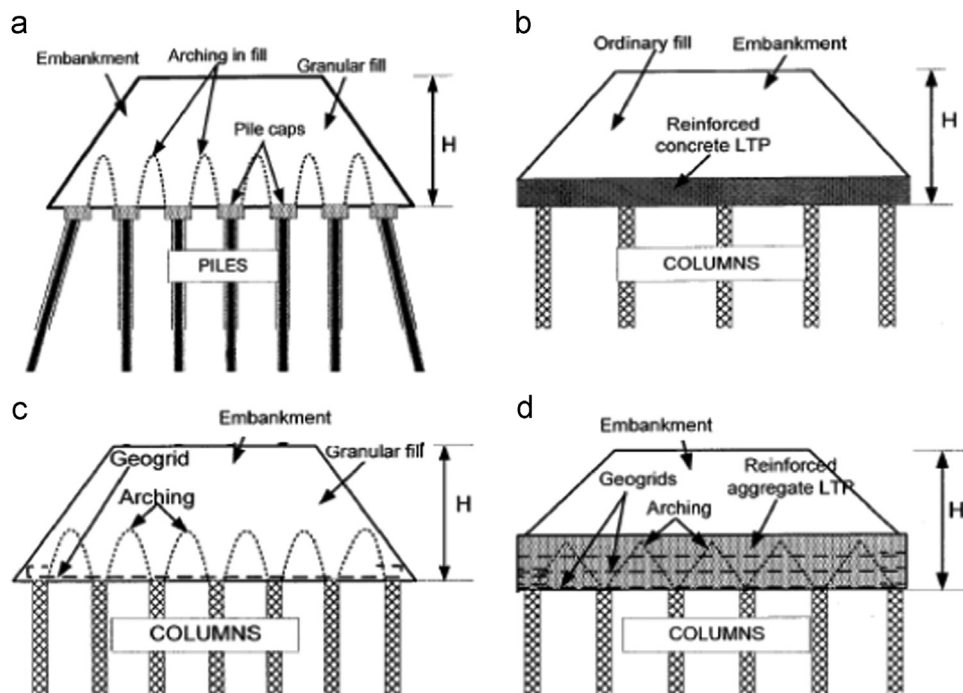 a
Embankment
Arching in fill
Granular fill
Pile caps
H
PILES
b
Ordinary fill
Embankment
Reinforced
concrete LTP
H
COLUMNS
c
Embankment
Geogrid
Granular fill
Arching
H
COLUMNS
d
Embankment
Geogrids
Reinforced
aggregate LTP
Arching
H
COLUMNS